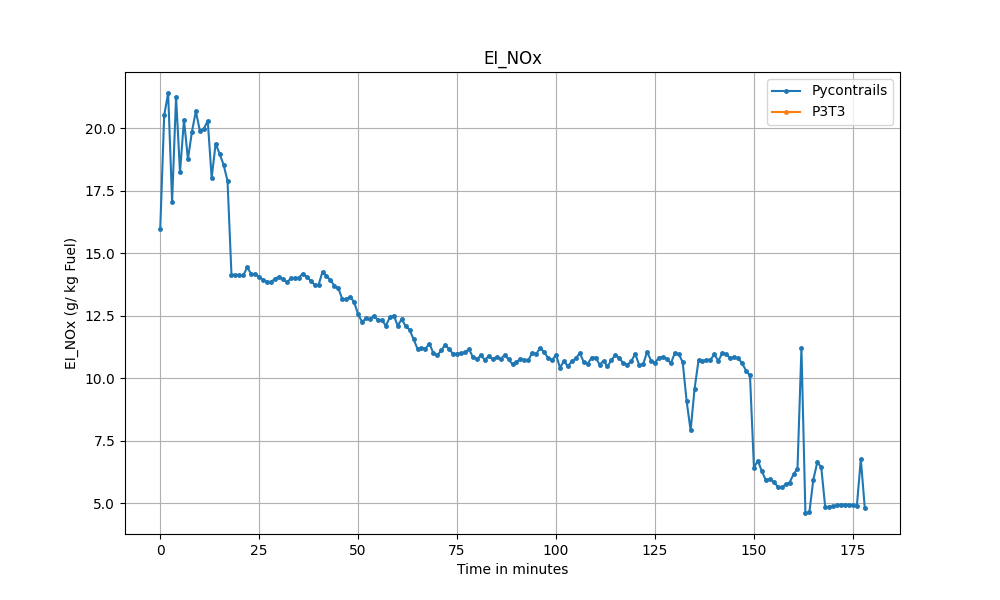 EI_NOx
Pycontrails
P3T3
EI_NOx (g/ kg Fuel)
20.0
17.5
15.0
12.5
10.0
7.5
5.0
0 25 50 75 100 125 150 175
Time in minutes